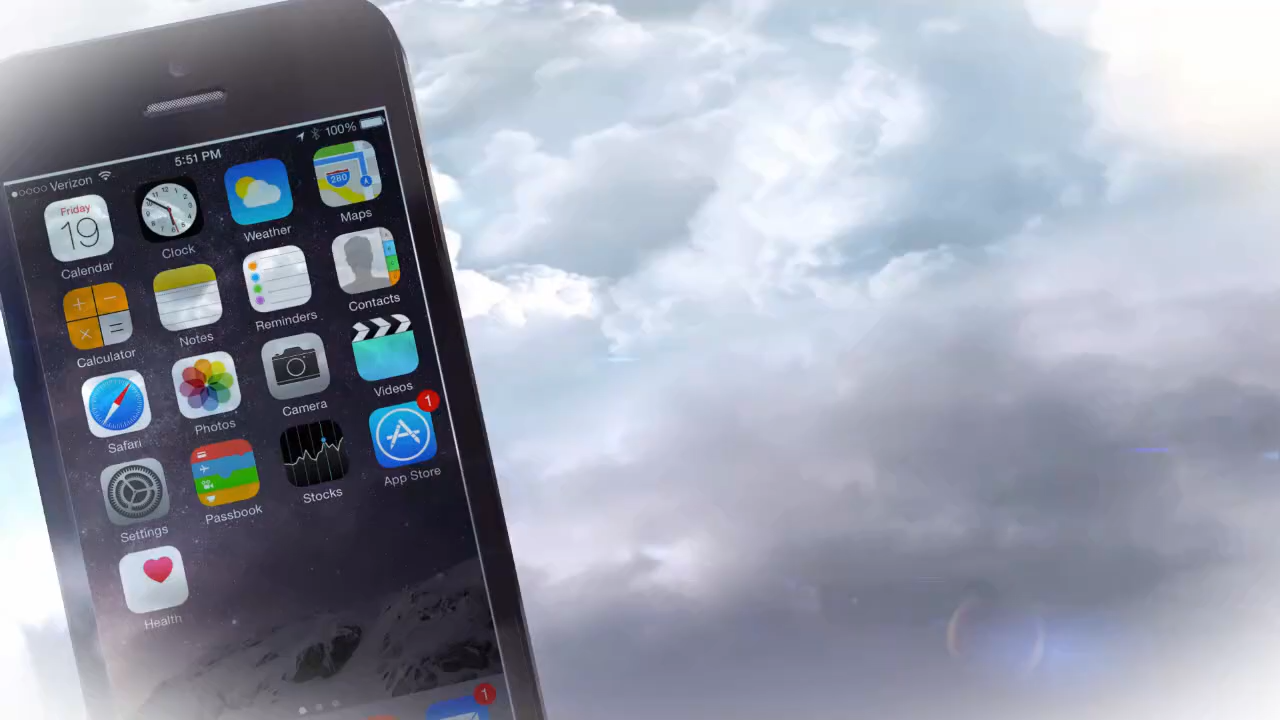 Verizon 5:51 PM 100%
Friday
19
280
Calendar Clock Weather Maps
Calculator Notes Reminders Contacts
1
Safari Photos Camera Videos
Settings Passbook Stocks App Store
Health
1